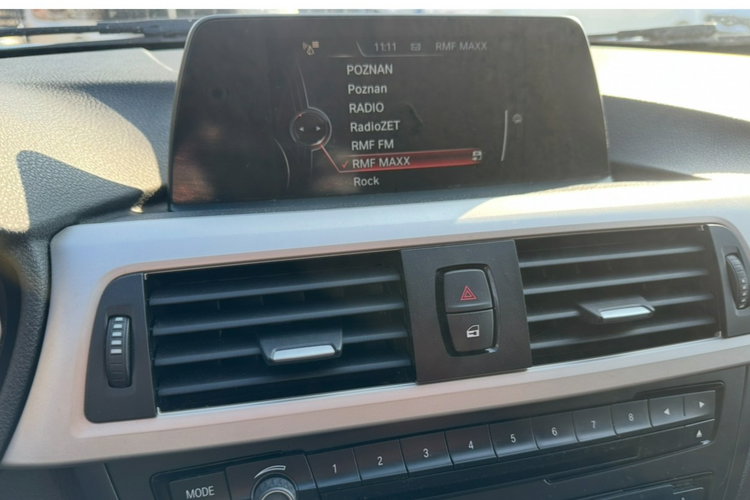 11:11 RMF MAXX
POZNAN
Poznan
RADIO
RadioZET
RMF FM
✓ RMF MAXX
Rock
1 2 3 4 5 6 7 8
MODE